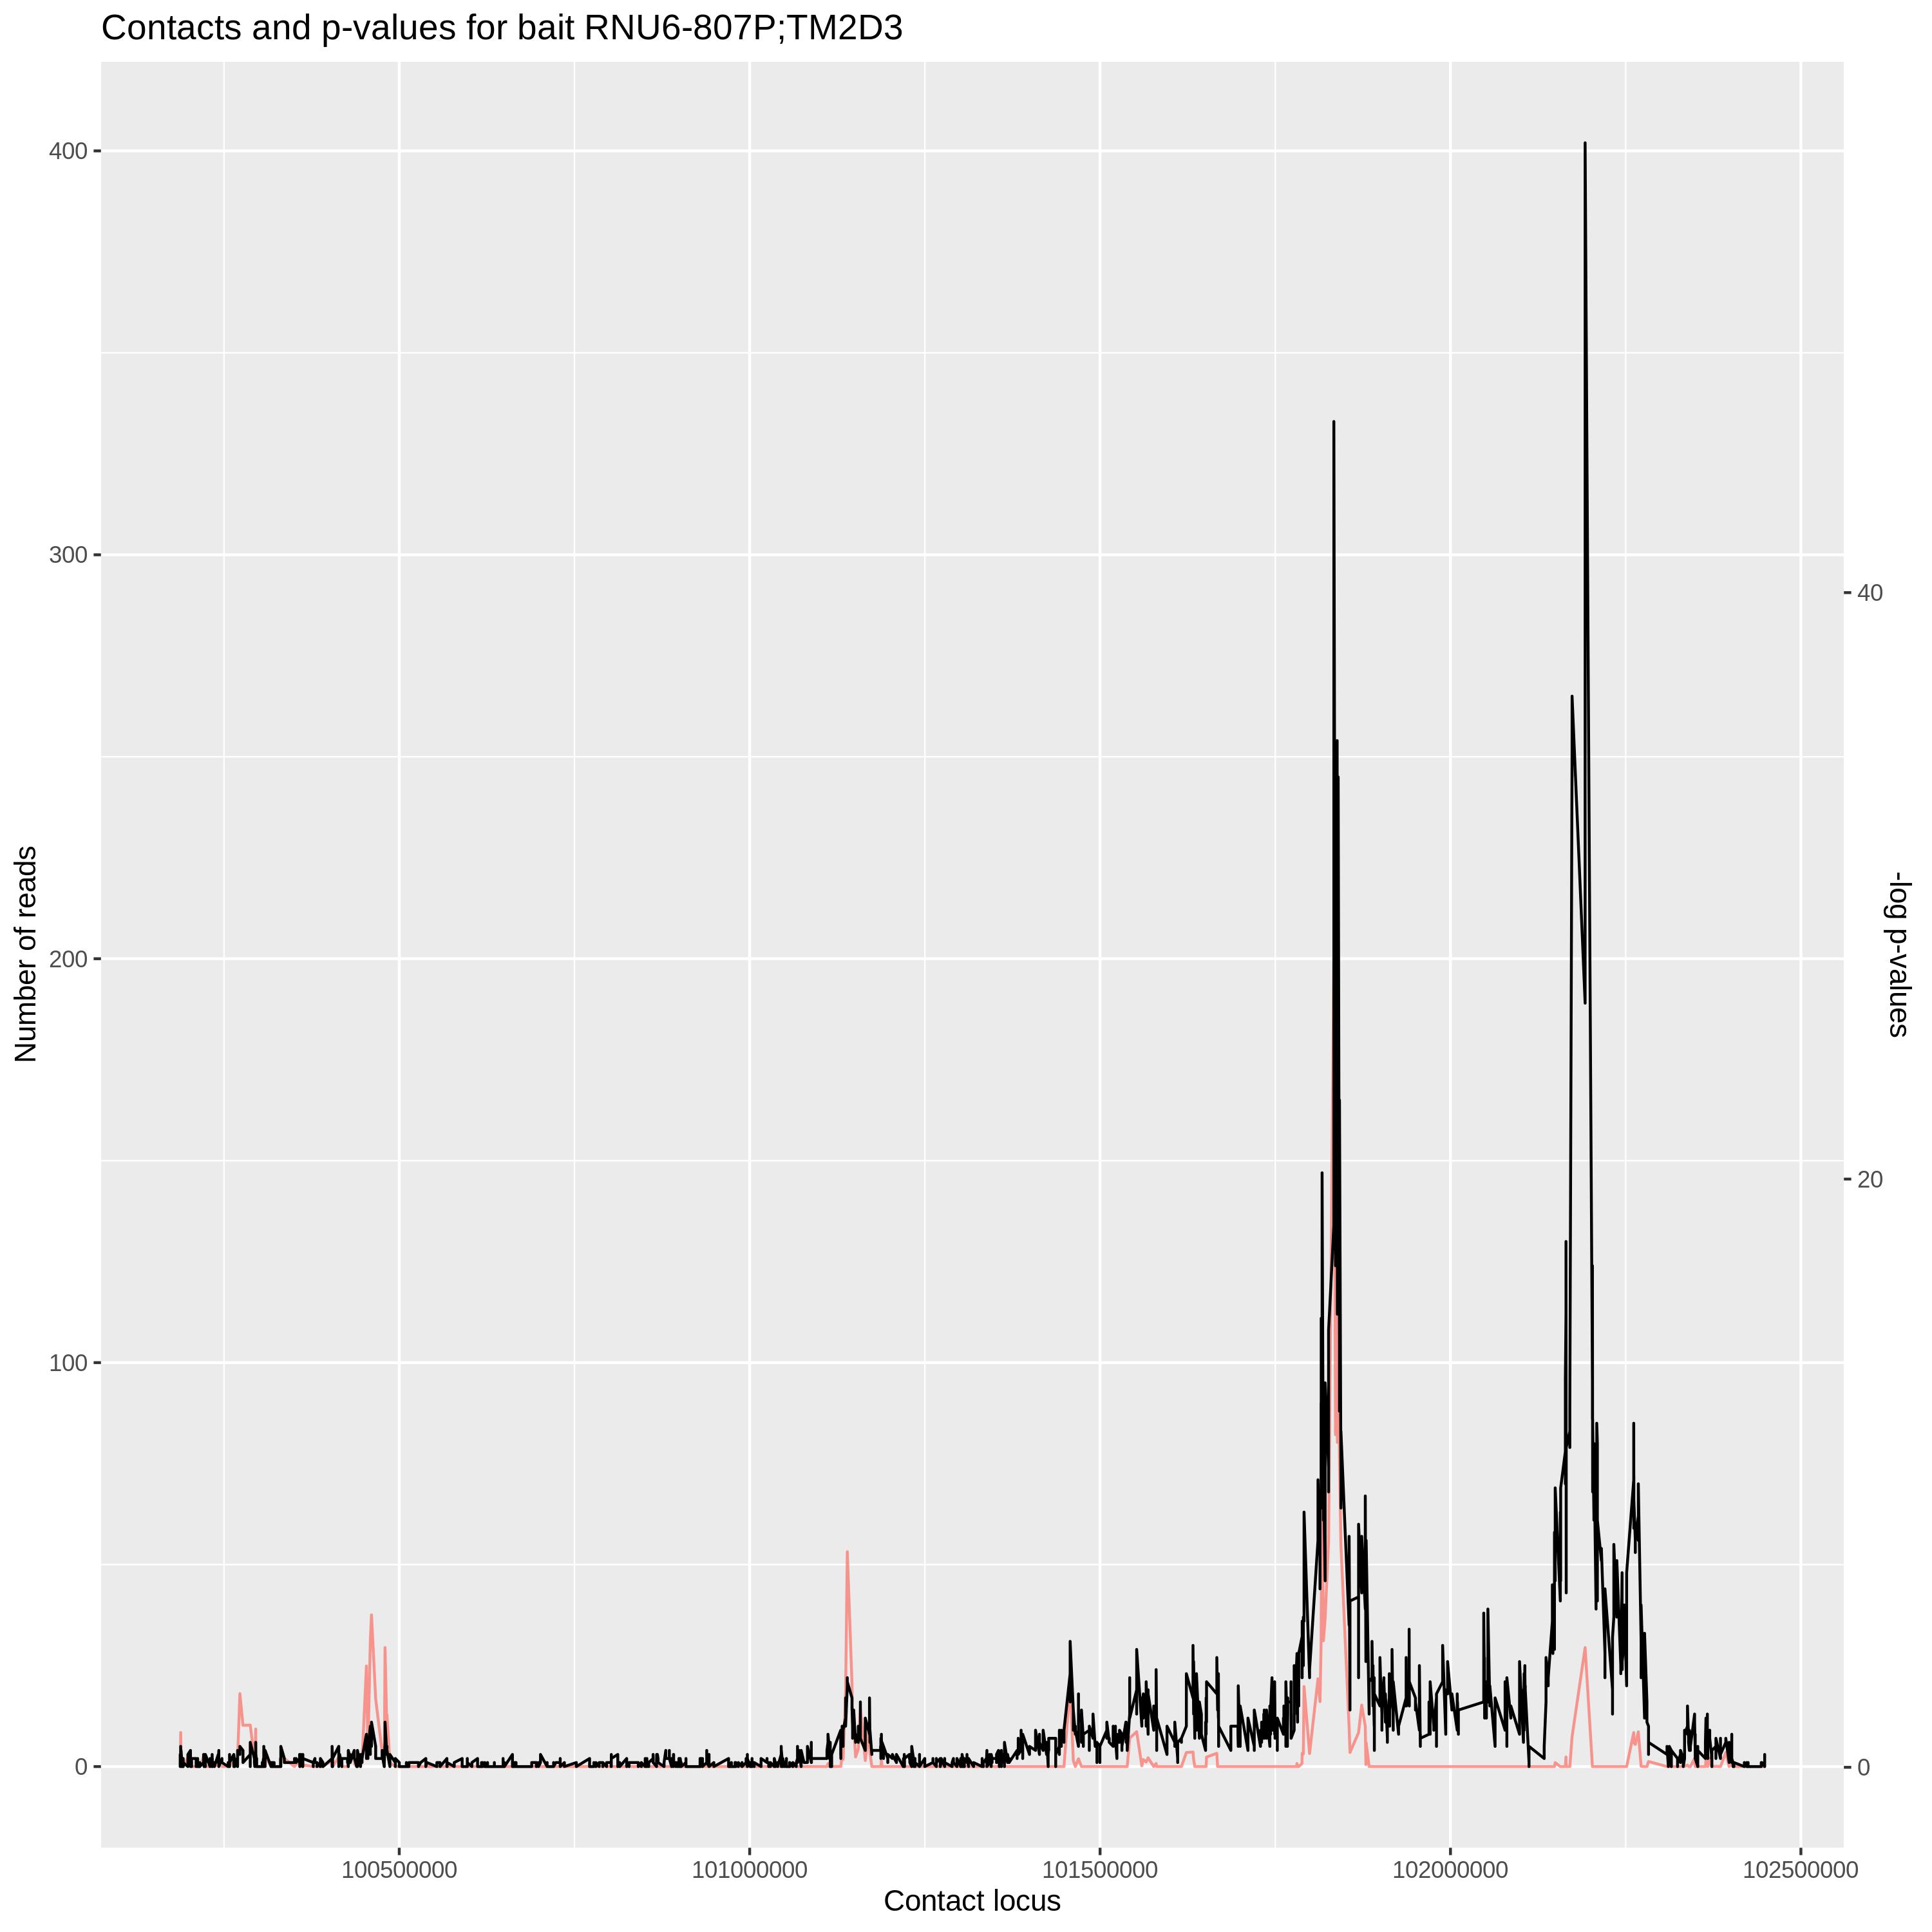 Contacts and p-values for bait RNU6-807P;TM2D3
400
300
200
100
0
Number of reads
40
20
0
-log p-values
100500000 101000000 101500000 102000000 102500000
Contact locus